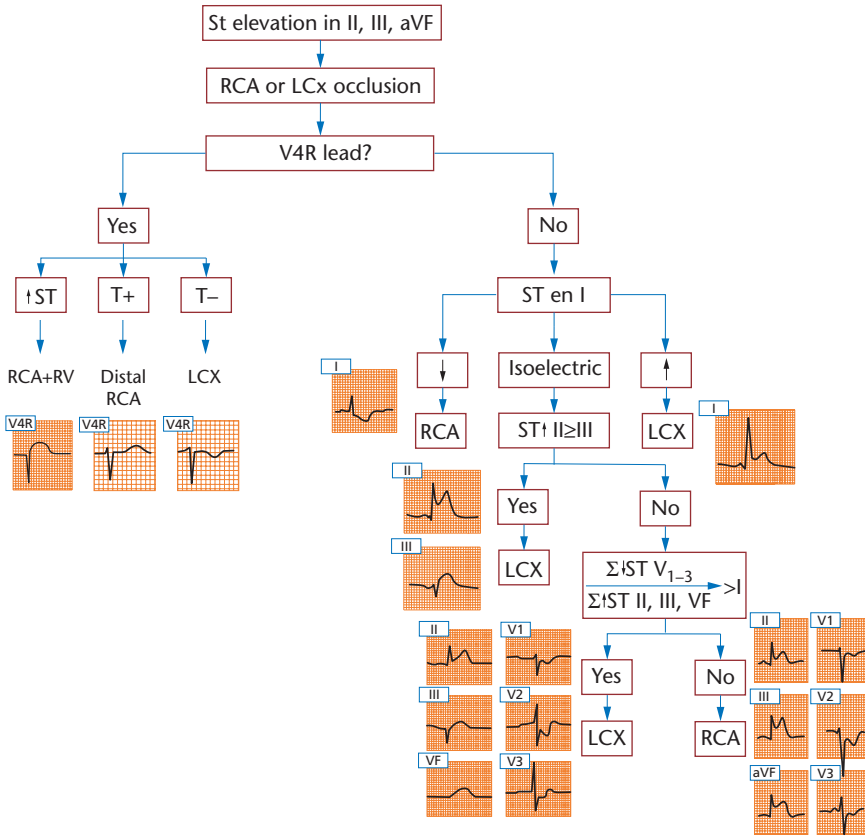 St elevation in II, III, aVF
RCA or LCx occlusion
V4R lead?
Yes
No
↑ST
T+
T−
ST en I
RCA+RV
Distal
RCA
LCX
V4R
V4R
V4R
I
↓
Isoelectric
↑
RCA
ST↑ II≥III
LCX
I
II
III
Yes
No
LCX
Σ↓ST V1–3
Σ↑ST II, III, VF
>I
II
V1
III
V2
VF
V3
Yes
No
LCX
RCA
II
V1
III
V2
aVF
V3